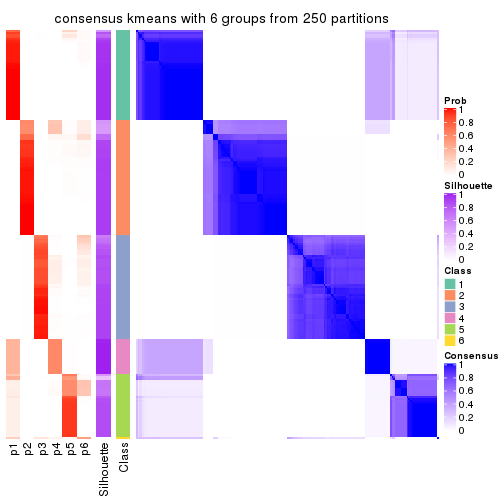 consensus kmeans with 6 groups from 250 partitions
Prob
1
0.8
0.6
0.4
0.2
0
Silhouette
1
0.8
0.6
0.4
0.2
0
Class
1
2
3
4
5
6
Consensus
1
0.8
0.6
0.4
0.2
0
p1
p2
p3
p4
p5
p6
Silhouette
Class